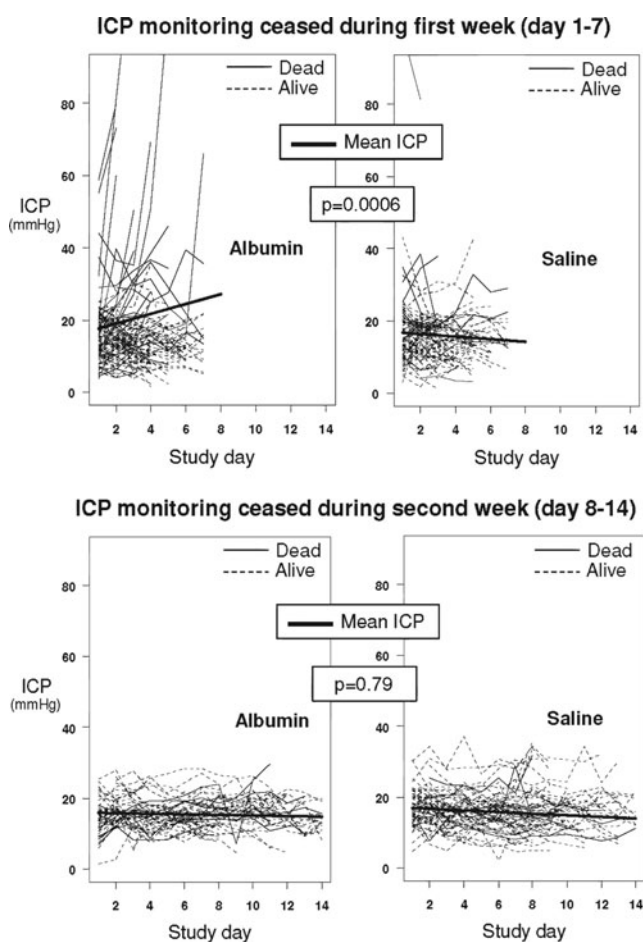 ICP monitoring ceased during first week (day 1-7)
Dead
Alive
Dead
Alive
Mean ICP
p=0.0006
ICP
(mmHg)
Albumin
Saline
80
60
40
20
0
80
60
40
20
0
2 4 6 8 10 12 14
2 4 6 8 10 12 14
Study day
Study day
ICP monitoring ceased during second week (day 8-14)
Dead
Alive
Dead
Alive
Mean ICP
p=0.79
ICP
(mmHg)
Albumin
Saline
80
60
40
20
0
80
60
40
20
0
2 4 6 8 10 12 14
2 4 6 8 10 12 14
Study day
Study day